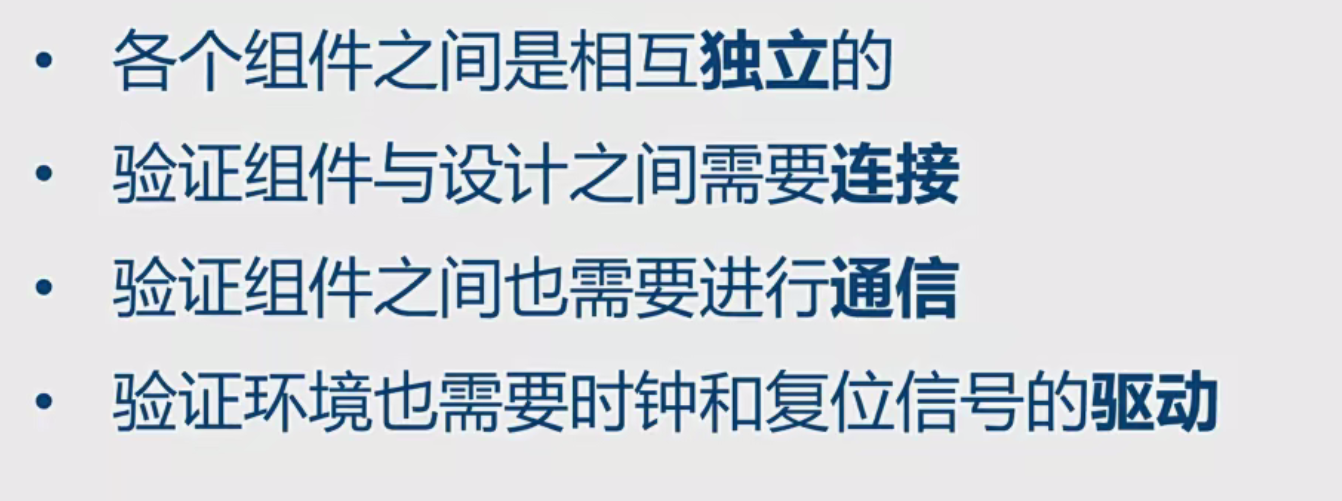 • 各个组件之间是相互独立的
• 验证组件与设计之间需要连接
• 验证组件之间也需要进行通信
• 验证环境也需要时钟和复位信号的驱动